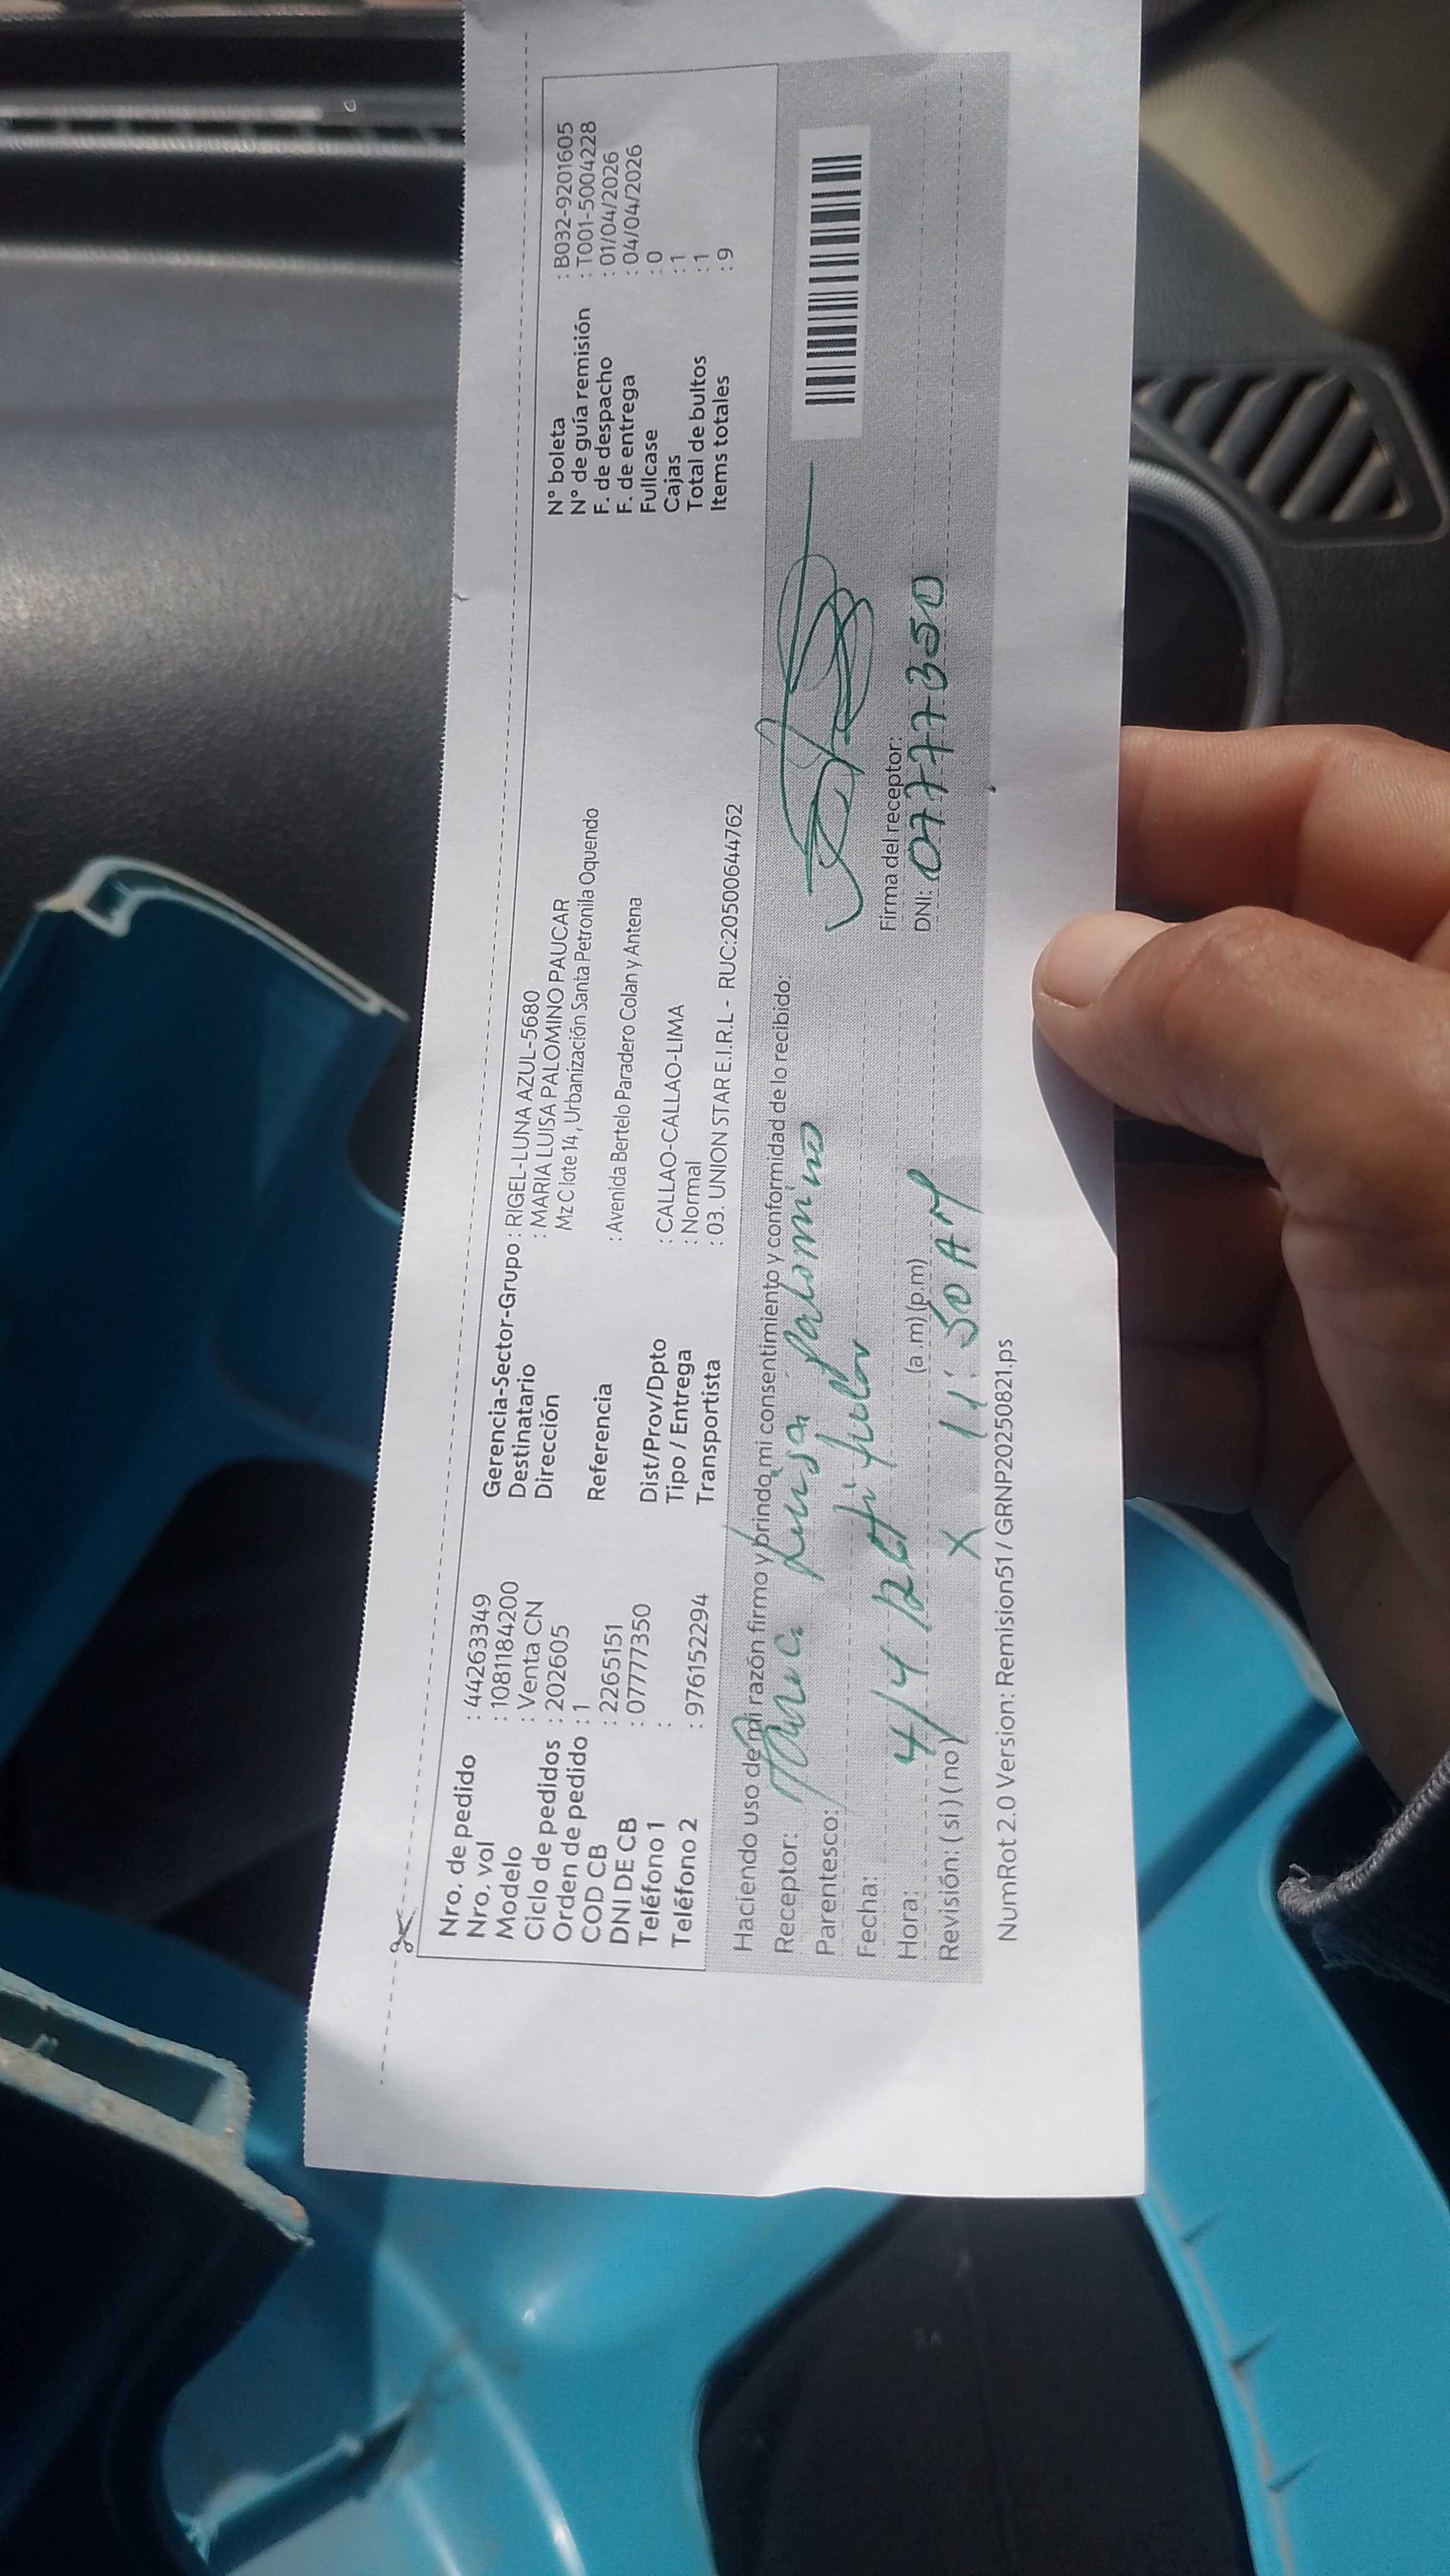 Nro. de pedido : 44263349
Nro. vol : 1081184200
Modelo : Venta CN
Ciclo de pedidos : 202605
Orden de pedido : 1
COD CB : 2265151
DNI DE CB : 07777350
Teléfono 1 :
Teléfono 2 : 976152294
Gerencia-Sector-Grupo : RIGEL-LUNA AZUL-5680
Destinatario : MARIA LUISA PALOMINO PAUCAR
Dirección Mz C lote 14 , Urbanización Santa Petronila Oquendo
Referencia : Avenida Bertelo Paradero Colan y Antena
Dist/Prov/Dpto : CALLAO-CALLAO-LIMA
Tipo / Entrega : Normal
Transportista : 03. UNION STAR E.I.R.L - RUC:20500644762
N° boleta : B032-9201605
N° de guía remisión : T001-5004228
F. de despacho : 01/04/2026
F. de entrega : 04/04/2026
Fullcase : 0
Cajas : 1
Total de bultos : 1
Items totales : 9
Haciendo uso de mi razón firmo y brindo mi consentimiento y conformidad de lo recibido:
Receptor: Maria Luisa Palomino
Parentesco: titular
Fecha: 4/4/26
Hora: 11:50 AM (a.m) (p.m)
Revisión: ( si ) ( no ) X
Firma del receptor:
DNI: 07777350
NumRot 2.0 Version: Remision51 / GRNP20250821.ps